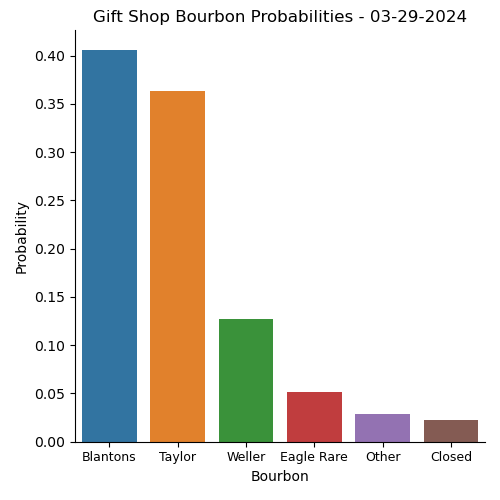 Gift Shop Bourbon Probabilities - 03-29-2024
0.40
0.35
0.30
0.25
0.20
0.15
0.10
0.05
0.00
Probability
Blantons Taylor Weller Eagle Rare Other Closed
Bourbon